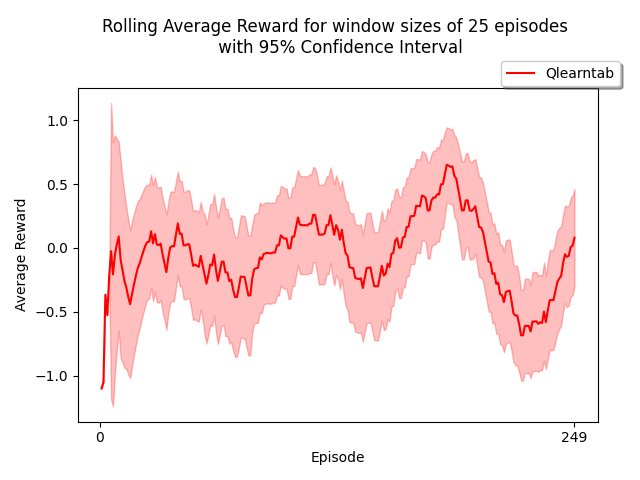 Rolling Average Reward for window sizes of 25 episodes
with 95% Confidence Interval
Qlearntab
1.0
0.5
0.0
−0.5
−1.0
Average Reward
0
249
Episode